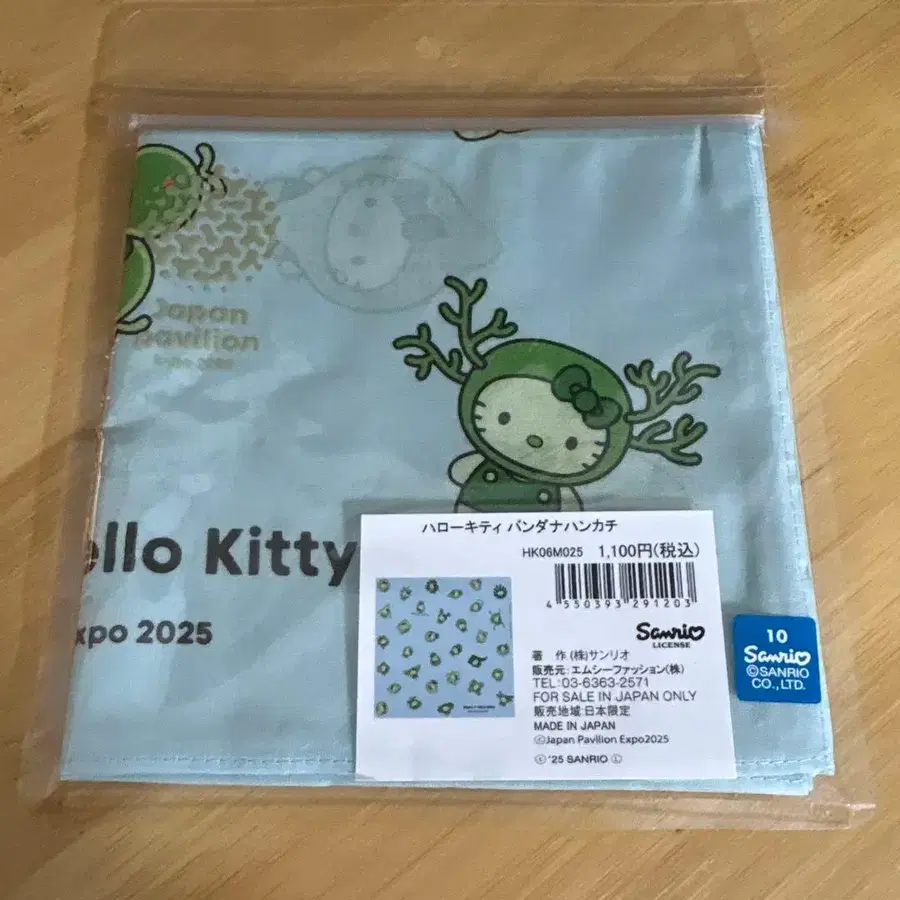 Japan
pavilion
Expo 2025
ello Kitty
xpo 2025
ハローキティ バンダナハンカチ
HK06M025 1,100円(税込)
4 550393 291203
Sanrio
LICENSE
著 作 (株)サンリオ
販売元:エムシーファッション(株)
TEL:03-6363-2571
FOR SALE IN JAPAN ONLY
販売地域:日本限定
MADE IN JAPAN
ⒸJapan Pavilion Expo2025
Ⓒ '25 SANRIO Ⓛ
10
Sanrio
©SANRIO
CO.,LTD.